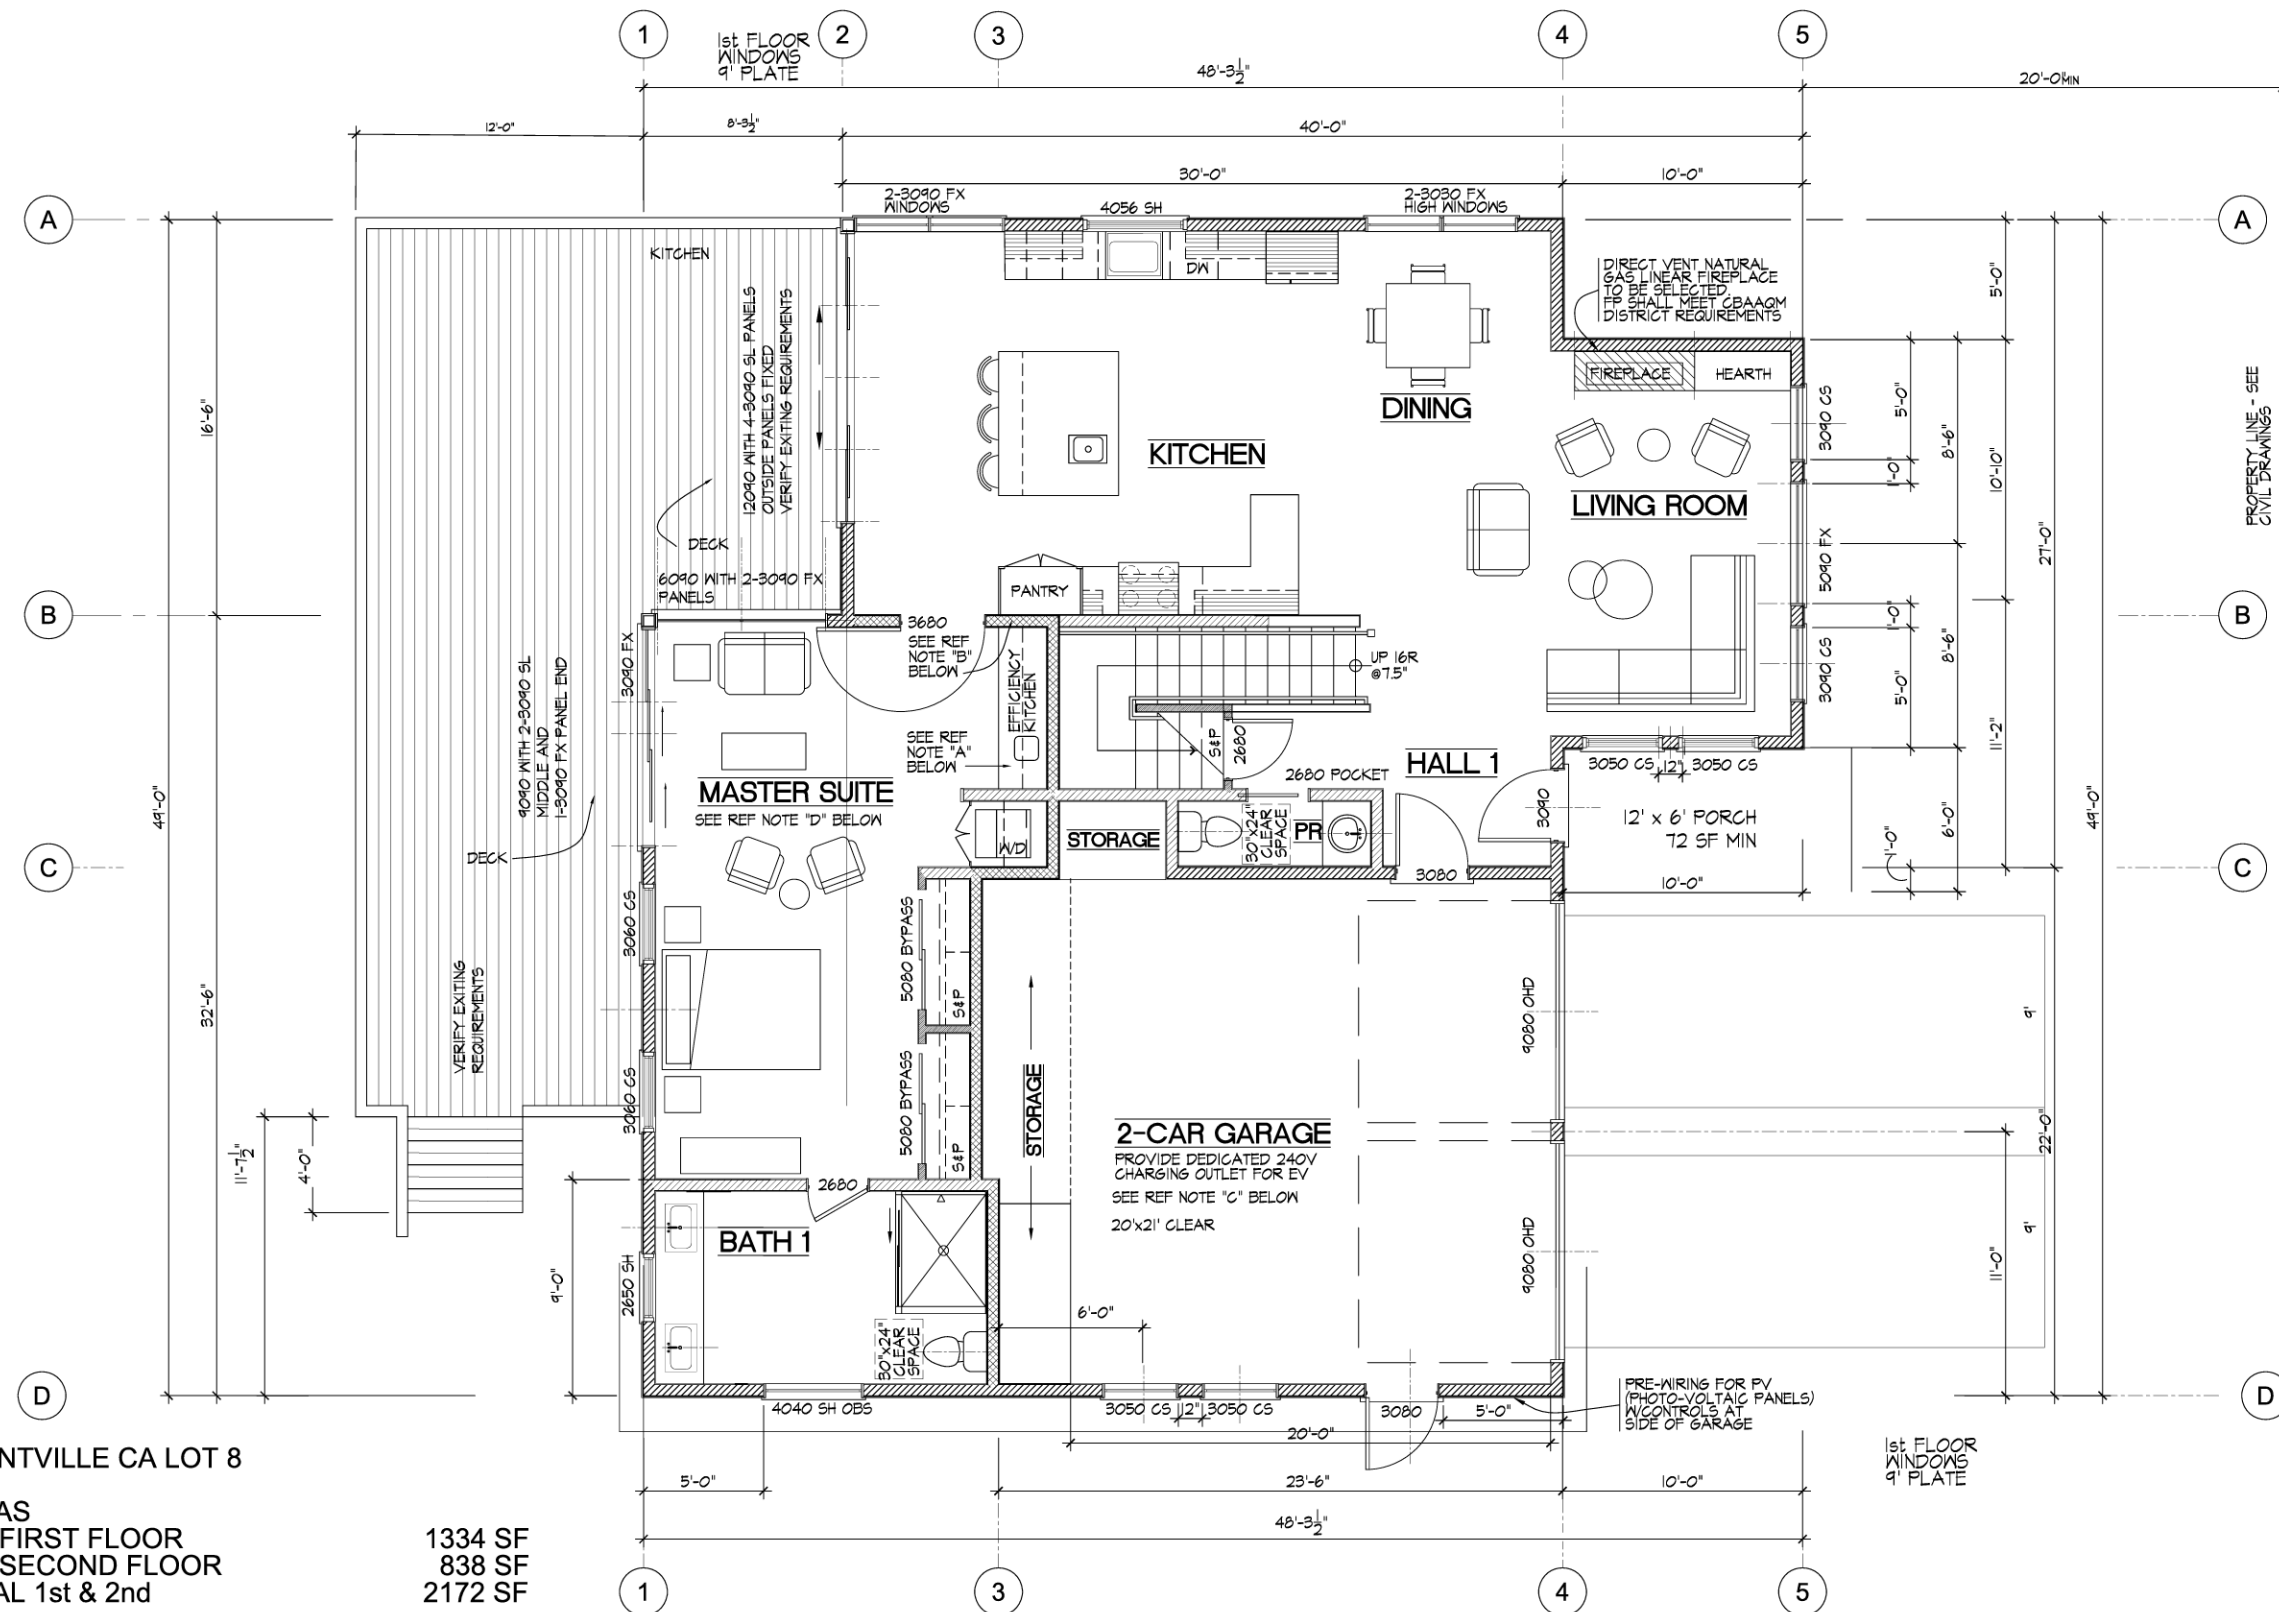 1
2
3
4
5
1st FLOOR
WINDOWS
9' PLATE
48'-3½"
20'-0" MIN
12'-0"
8'-3½"
40'-0"
30'-0"
10'-0"
A
A
2-3090 FX
WINDOWS
4056 SH
2-3030 FX
HIGH WINDOWS
KITCHEN
DW
DIRECT VENT NATURAL
GAS LINEAR FIREPLACE
TO BE SELECTED.
FP SHALL MEET CBAAQM
DISTRICT REQUIREMENTS
5'-0"
12090 WITH 4-3090 SL PANELS
OUTSIDE PANELS FIXED
VERIFY EXITING REQUIREMENTS
FIREPLACE
HEARTH
DINING
KITCHEN
LIVING ROOM
3090 CS
5'-0"
1'-0"
8'-6"
10'-10"
27'-0"
PROPERTY LINE - SEE
CIVIL DRAWINGS
16'-6"
DECK
6090 WITH 2-3090 FX
PANELS
PANTRY
5090 FX
B
B
3090 FX
3680
SEE REF
NOTE "B"
BELOW
EFFICIENCY
KITCHEN
UP 16R
@7.5"
1'-0"
3090 CS
5'-0"
8'-6"
11'-2"
9090 WITH 2-3090 SL
MIDDLE AND
1-3090 FX PANEL END
SEE REF
NOTE "A"
BELOW
S&P
2680
2680 POCKET
HALL 1
3050 CS
12"
3050 CS
MASTER SUITE
SEE REF NOTE "D" BELOW
49'-0"
49'-0"
3090
12' x 6' PORCH
72 SF MIN
1'-0"
6'-0"
W/D
STORAGE
30"x24"
CLEAR
SPACE
PR
DECK
C
C
3080
10'-0"
3060 CS
5080 BYPASS
S&P
VERIFY EXITING
REQUIREMENTS
32'-6"
9080 OHD
9'
3060 CS
5080 BYPASS
S&P
STORAGE
2-CAR GARAGE
PROVIDE DEDICATED 240V
CHARGING OUTLET FOR EV
SEE REF NOTE "C" BELOW
20'x21' CLEAR
22'-0"
11'-7½"
4'-0"
2680
BATH 1
9080 OHD
9'
11'-0"
9'-0"
2650 SH
6'-0"
30"x24"
CLEAR
SPACE
D
D
4040 SH OBS
3050 CS
12"
3050 CS
3080
5'-0"
PRE-WIRING FOR PV
(PHOTO-VOLTAIC PANELS)
W/CONTROLS AT
SIDE OF GARAGE
20'-0"
1st FLOOR
WINDOWS
9' PLATE
5'-0"
23'-6"
10'-0"
48'-3½"
NTVILLE CA LOT 8
AS
FIRST FLOOR 1334 SF
SECOND FLOOR 838 SF
AL 1st & 2nd 2172 SF
1
3
4
5